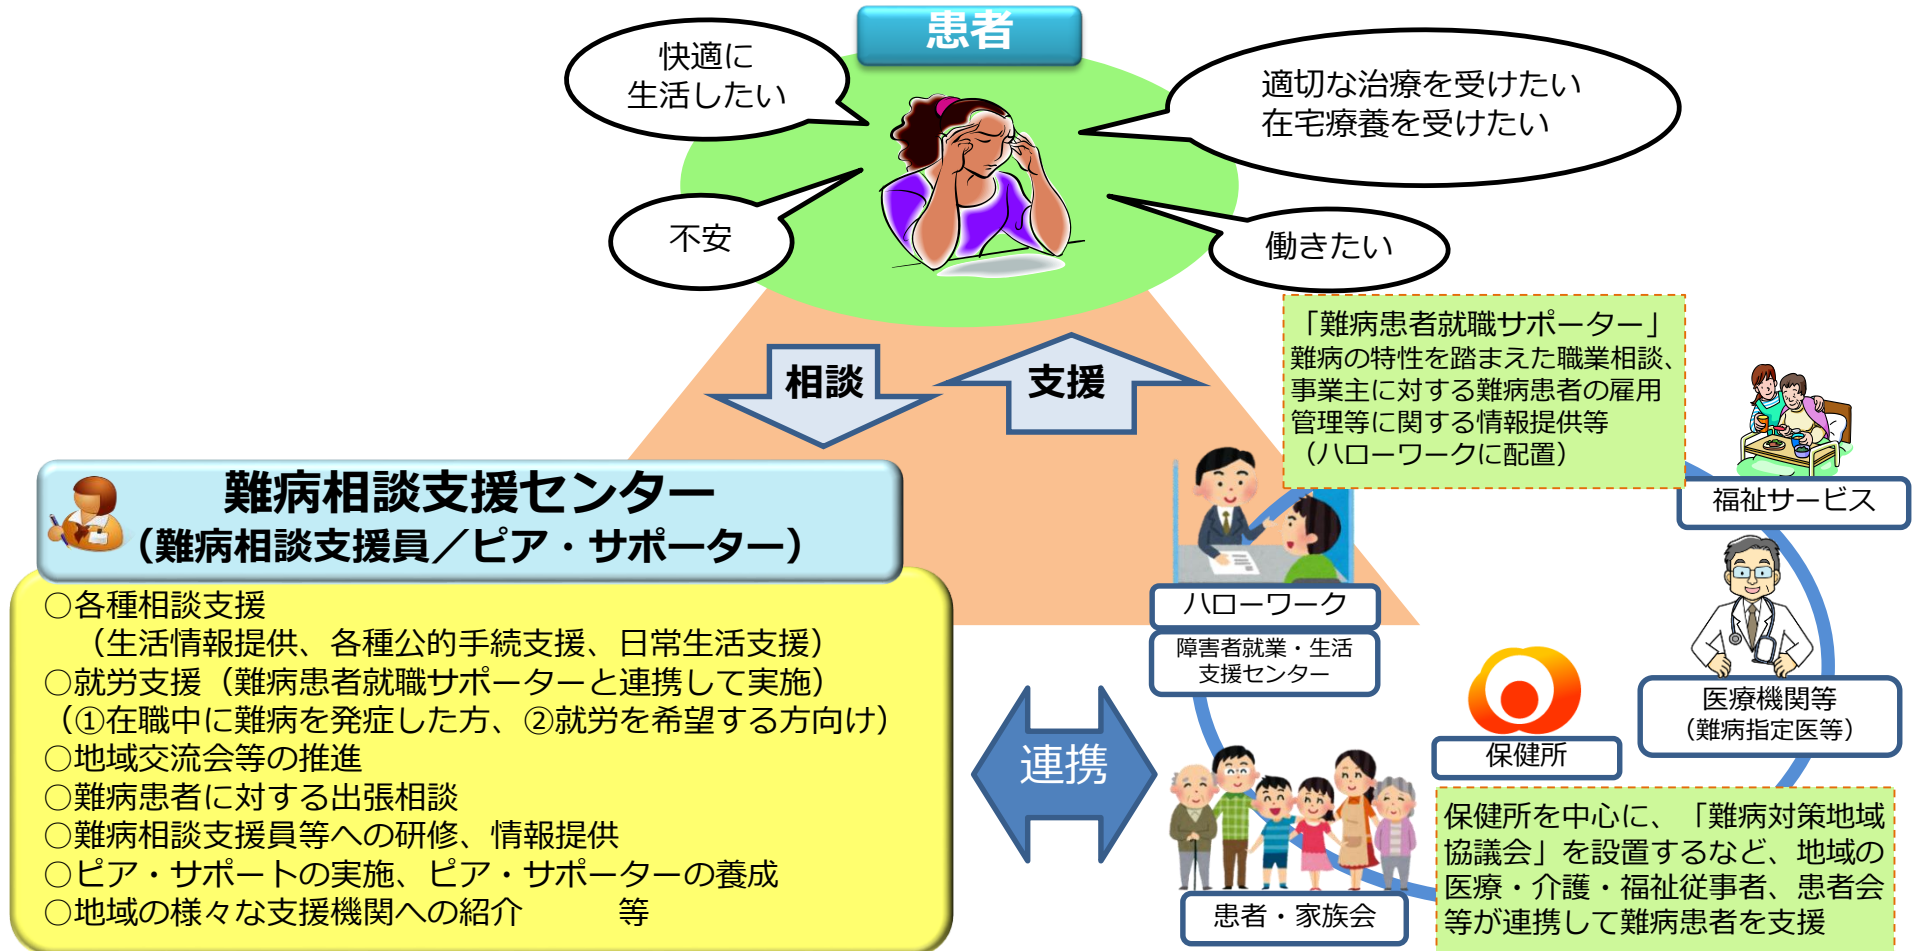 患者
快適に
生活したい
適切な治療を受けたい
在宅療養を受けたい
不安
働きたい
相談
支援
「難病患者就職サポーター」
難病の特性を踏まえた職業相談、
事業主に対する難病患者の雇用
管理等に関する情報提供等
（ハローワークに配置）
難病相談支援センター
（難病相談支援員／ピア・サポーター）
○各種相談支援
（生活情報提供、各種公的手続支援、日常生活支援）
○就労支援（難病患者就職サポーターと連携して実施）
（①在職中に難病を発症した方、②就労を希望する方向け）
○地域交流会等の推進
○難病患者に対する出張相談
○難病相談支援員等への研修、情報提供
○ピア・サポートの実施、ピア・サポーターの養成
○地域の様々な支援機関への紹介　　　等
連携
福祉サービス
ハローワーク
障害者就業・生活
支援センター
医療機関等
（難病指定医等）
保健所
患者・家族会
保健所を中心に、「難病対策地域
協議会」を設置するなど、地域の
医療・介護・福祉従事者、患者会
等が連携して難病患者を支援